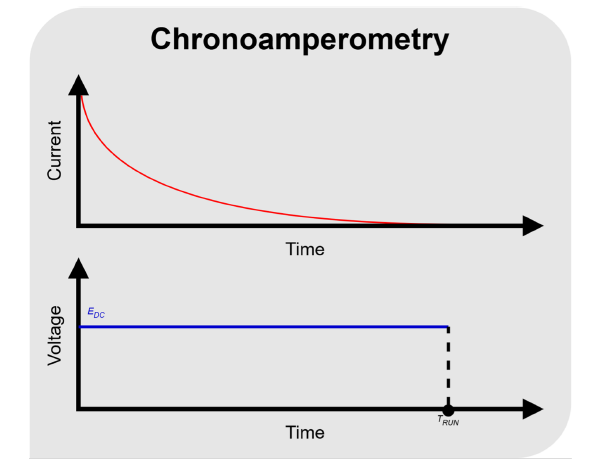 Chronoamperometry
Current
Time
Voltage
E_DC
T_RUN
Time